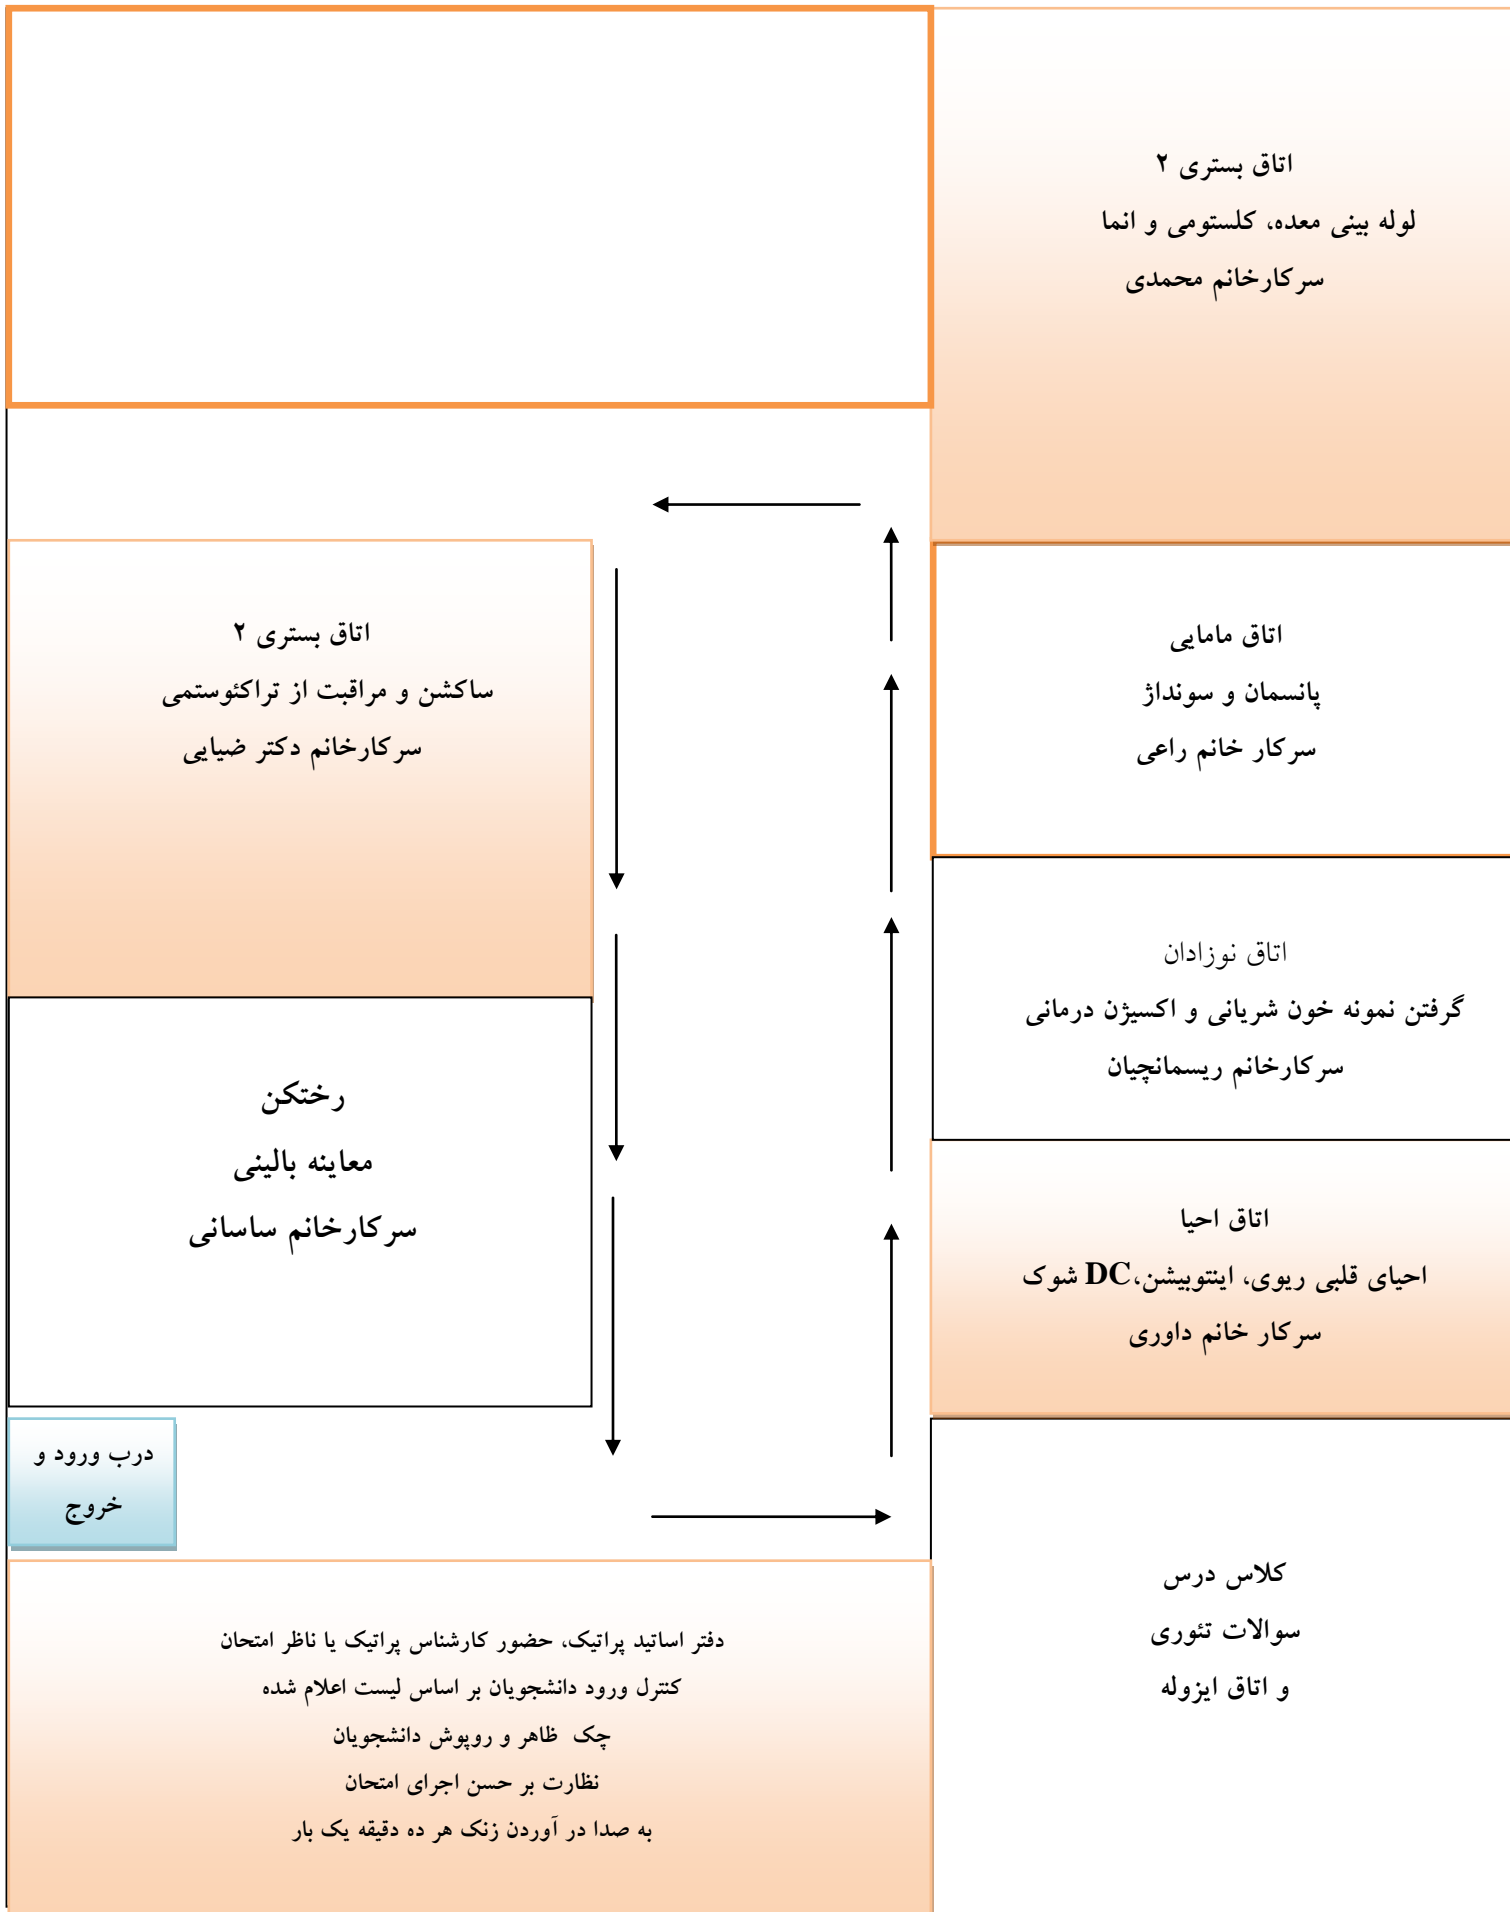 اتاق بستری ۲
لوله بینی معده، کلستومی و انما
سرکارخانم محمدی
اتاق مامایی
پانسمان و سونداژ
سرکار خانم راعی
اتاق نوزادان
گرفتن نمونه خون شریانی و اکسیژن درمانی
سرکارخانم ریسمانچیان
اتاق احیا
احیای قلبی ریوی، اینتوبیشن،DC شوک
سرکار خانم داوری
کلاس درس
سوالات تئوری
و اتاق ایزوله
اتاق بستری ۲
ساکشن و مراقبت از تراکئوستمی
سرکارخانم دکتر ضیایی
رختکن
معاینه بالینی
سرکارخانم ساسانی
درب ورود و
خروج
دفتر اساتید پراتیک، حضور کارشناس پراتیک یا ناظر امتحان
کنترل ورود دانشجویان بر اساس لیست اعلام شده
چک ظاهر و روپوش دانشجویان
نظارت بر حسن اجرای امتحان
به صدا در آوردن زنک هر ده دقیقه یک بار